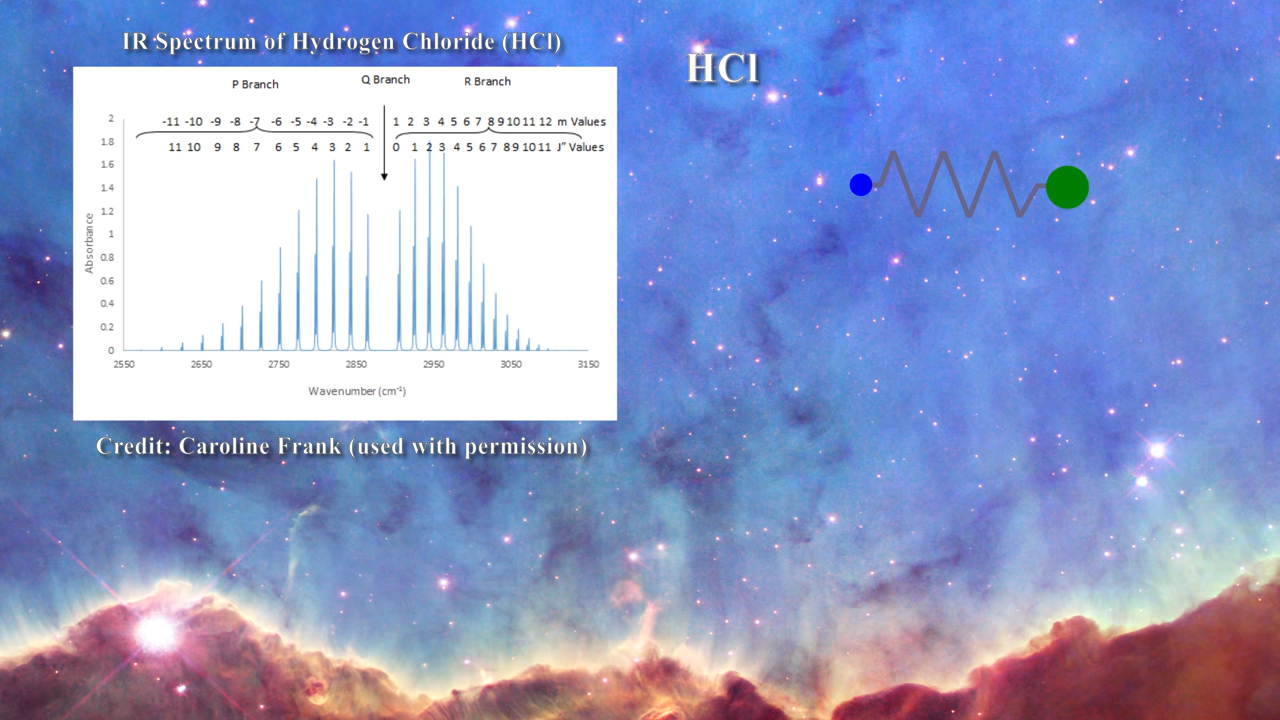 IR Spectrum of Hydrogen Chloride (HCl)
HCl
P Branch
Q Branch
R Branch
-11 -10 -9 -8 -7 -6 -5 -4 -3 -2 -1 1 2 3 4 5 6 7 8 9 10 11 12 m Values
11 10 9 8 7 6 5 4 3 2 1 0 1 2 3 4 5 6 7 8 9 10 11 J″ Values
2
1.8
1.6
1.4
1.2
1
0.8
0.6
0.4
0.2
0
Absorbance
2550 2650 2750 2850 2950 3050 3150
Wavenumber (cm⁻¹)
Credit: Caroline Frank (used with permission)